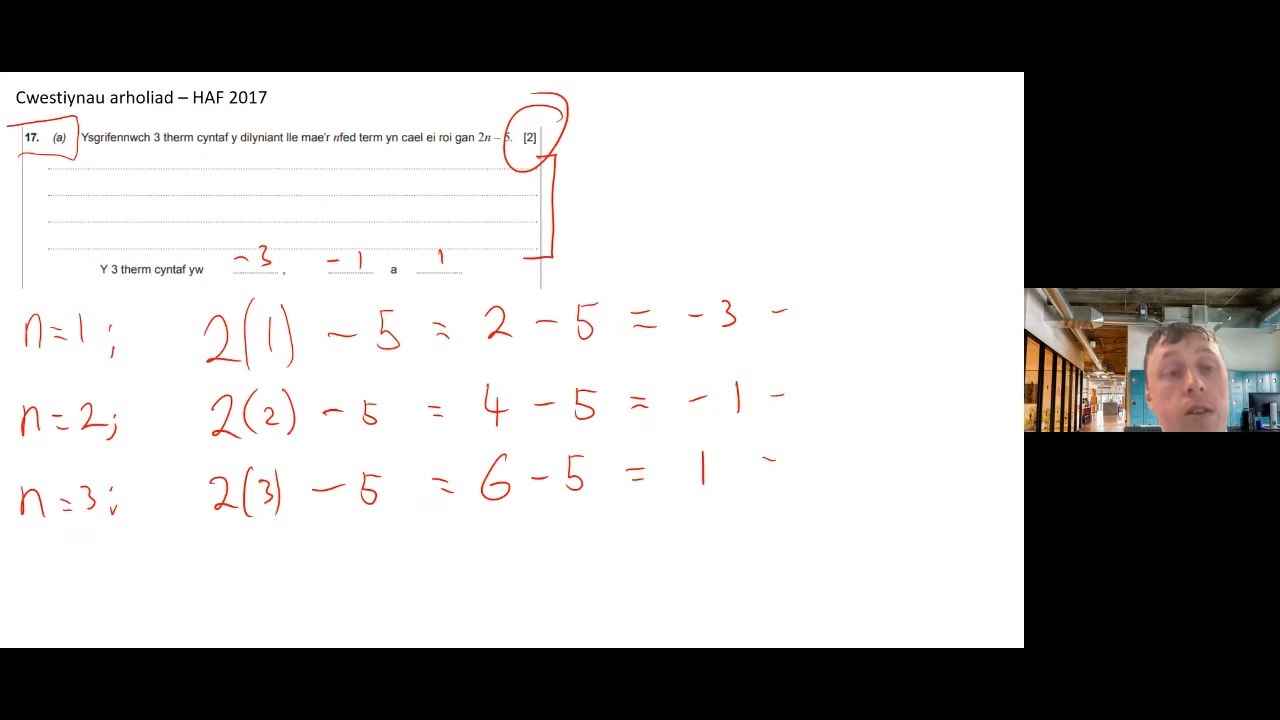 Cwestiynau arholiad – HAF 2017
17. (a) Ysgrifennwch 3 therm cyntaf y dilyniant lle mae'r nfed term yn cael ei roi gan 2n – 5. [2]
Y 3 therm cyntaf yw -3 , -1 a 1
n=1; 2(1) - 5 = 2 - 5 = -3 -
n=2; 2(2) - 5 = 4 - 5 = -1 -
n=3; 2(3) - 5 = 6 - 5 = 1 -